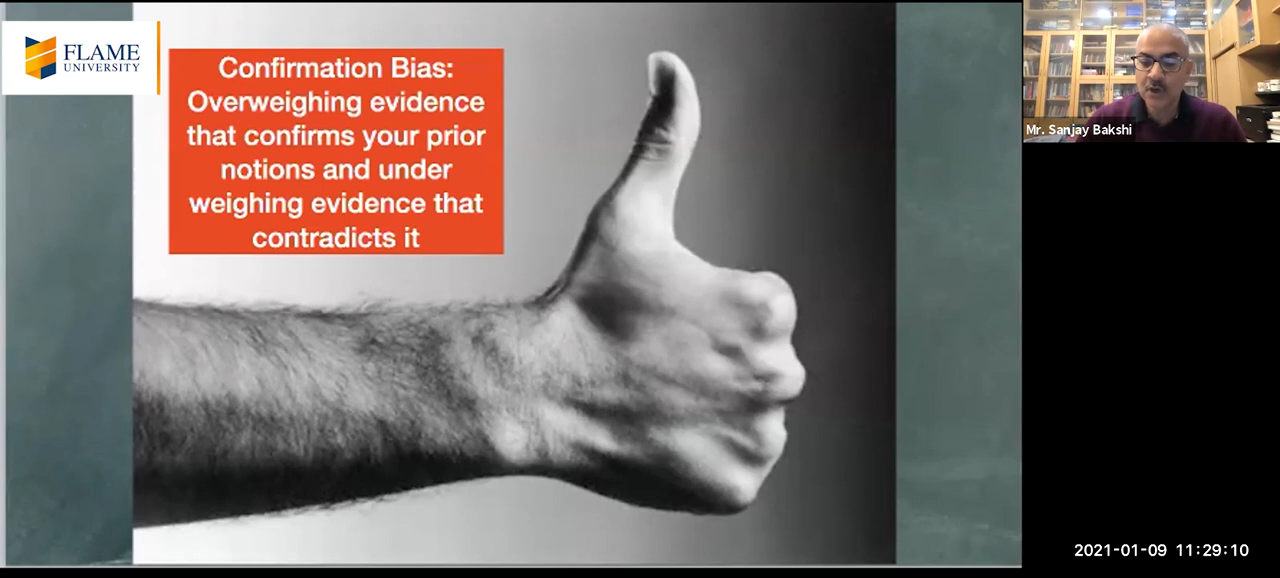 FLAME
UNIVERSITY
Confirmation Bias:
Overweighing evidence
that confirms your prior
notions and under
weighing evidence that
contradicts it
Mr. Sanjay Bakshi
2021-01-09 11:29:10